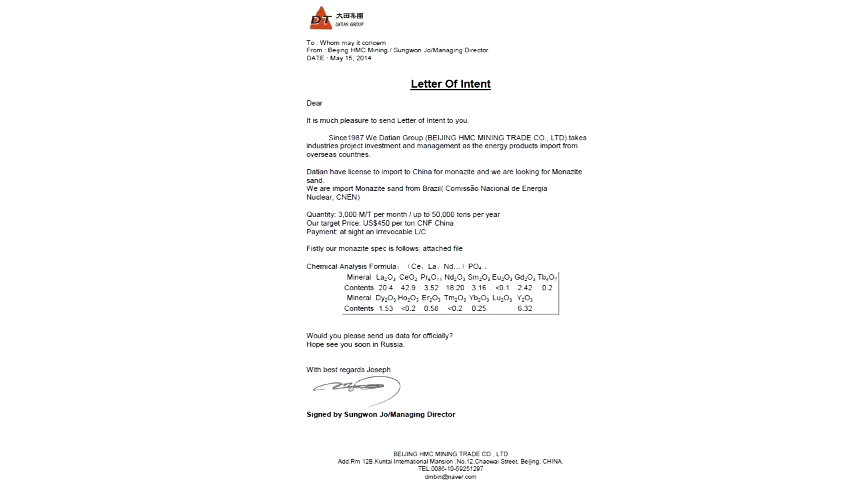 大田集團
DATIAN GROUP
To . Whom may it concern
From : Beijing HMC Mining / Sungwon Jo/Managing Director
DATE : May 15, 2014
Letter Of Intent
Dear
It is much pleasure to send Letter of Intent to you.
Since1987 We Datian Group (BEIJING HMC MINING TRADE CO., LTD) takes
industries project investment and management as the energy products import from
overseas countries.
Datian have license to import to China for monazite and we are looking for Monazite
sand.
We are import Monazite sand from Brazil( Comissão Nacional de Energia
Nuclear, CNEN)
Quantity: 3,000 M/T per month / up to 50,000 tons per year
Our target Price. US$450 per ton CNF China
Payment: at sight an irrevocable L/C
Fistly our monazite spec is follows; attached file
Chemical Analysis Formula: （Ce，La，Nd…）PO₄ .
Mineral La₂O₃ CeO₂ Pr₆O₁₁ Nd₂O₃ Sm₂O₃ Eu₂O₃ Gd₂O₃ Tb₄O₇
Contents 20.4 42.9 3.52 18.20 3.16 <0.1 2.42 0.2
Mineral Dy₂O₃ Ho₂O₃ Er₂O₃ Tm₂O₃ Yb₂O₃ Lu₂O₃ Y₂O₃
Contents 1.53 <0.2 0.58 <0.2 0.25 6.32
Would you please send us data for officially?
Hope see you soon in Russia.
With best regards Joseph
Signed by Sungwon Jo/Managing Director
BEIJING HMC MINING TRADE CO., LTD
Add:Rm 12B,Kuntai International Mansion ,No.12,Chaowai Street, Beijing, CHINA.
TEL:0086-10-59251297
dmbin@naver.com